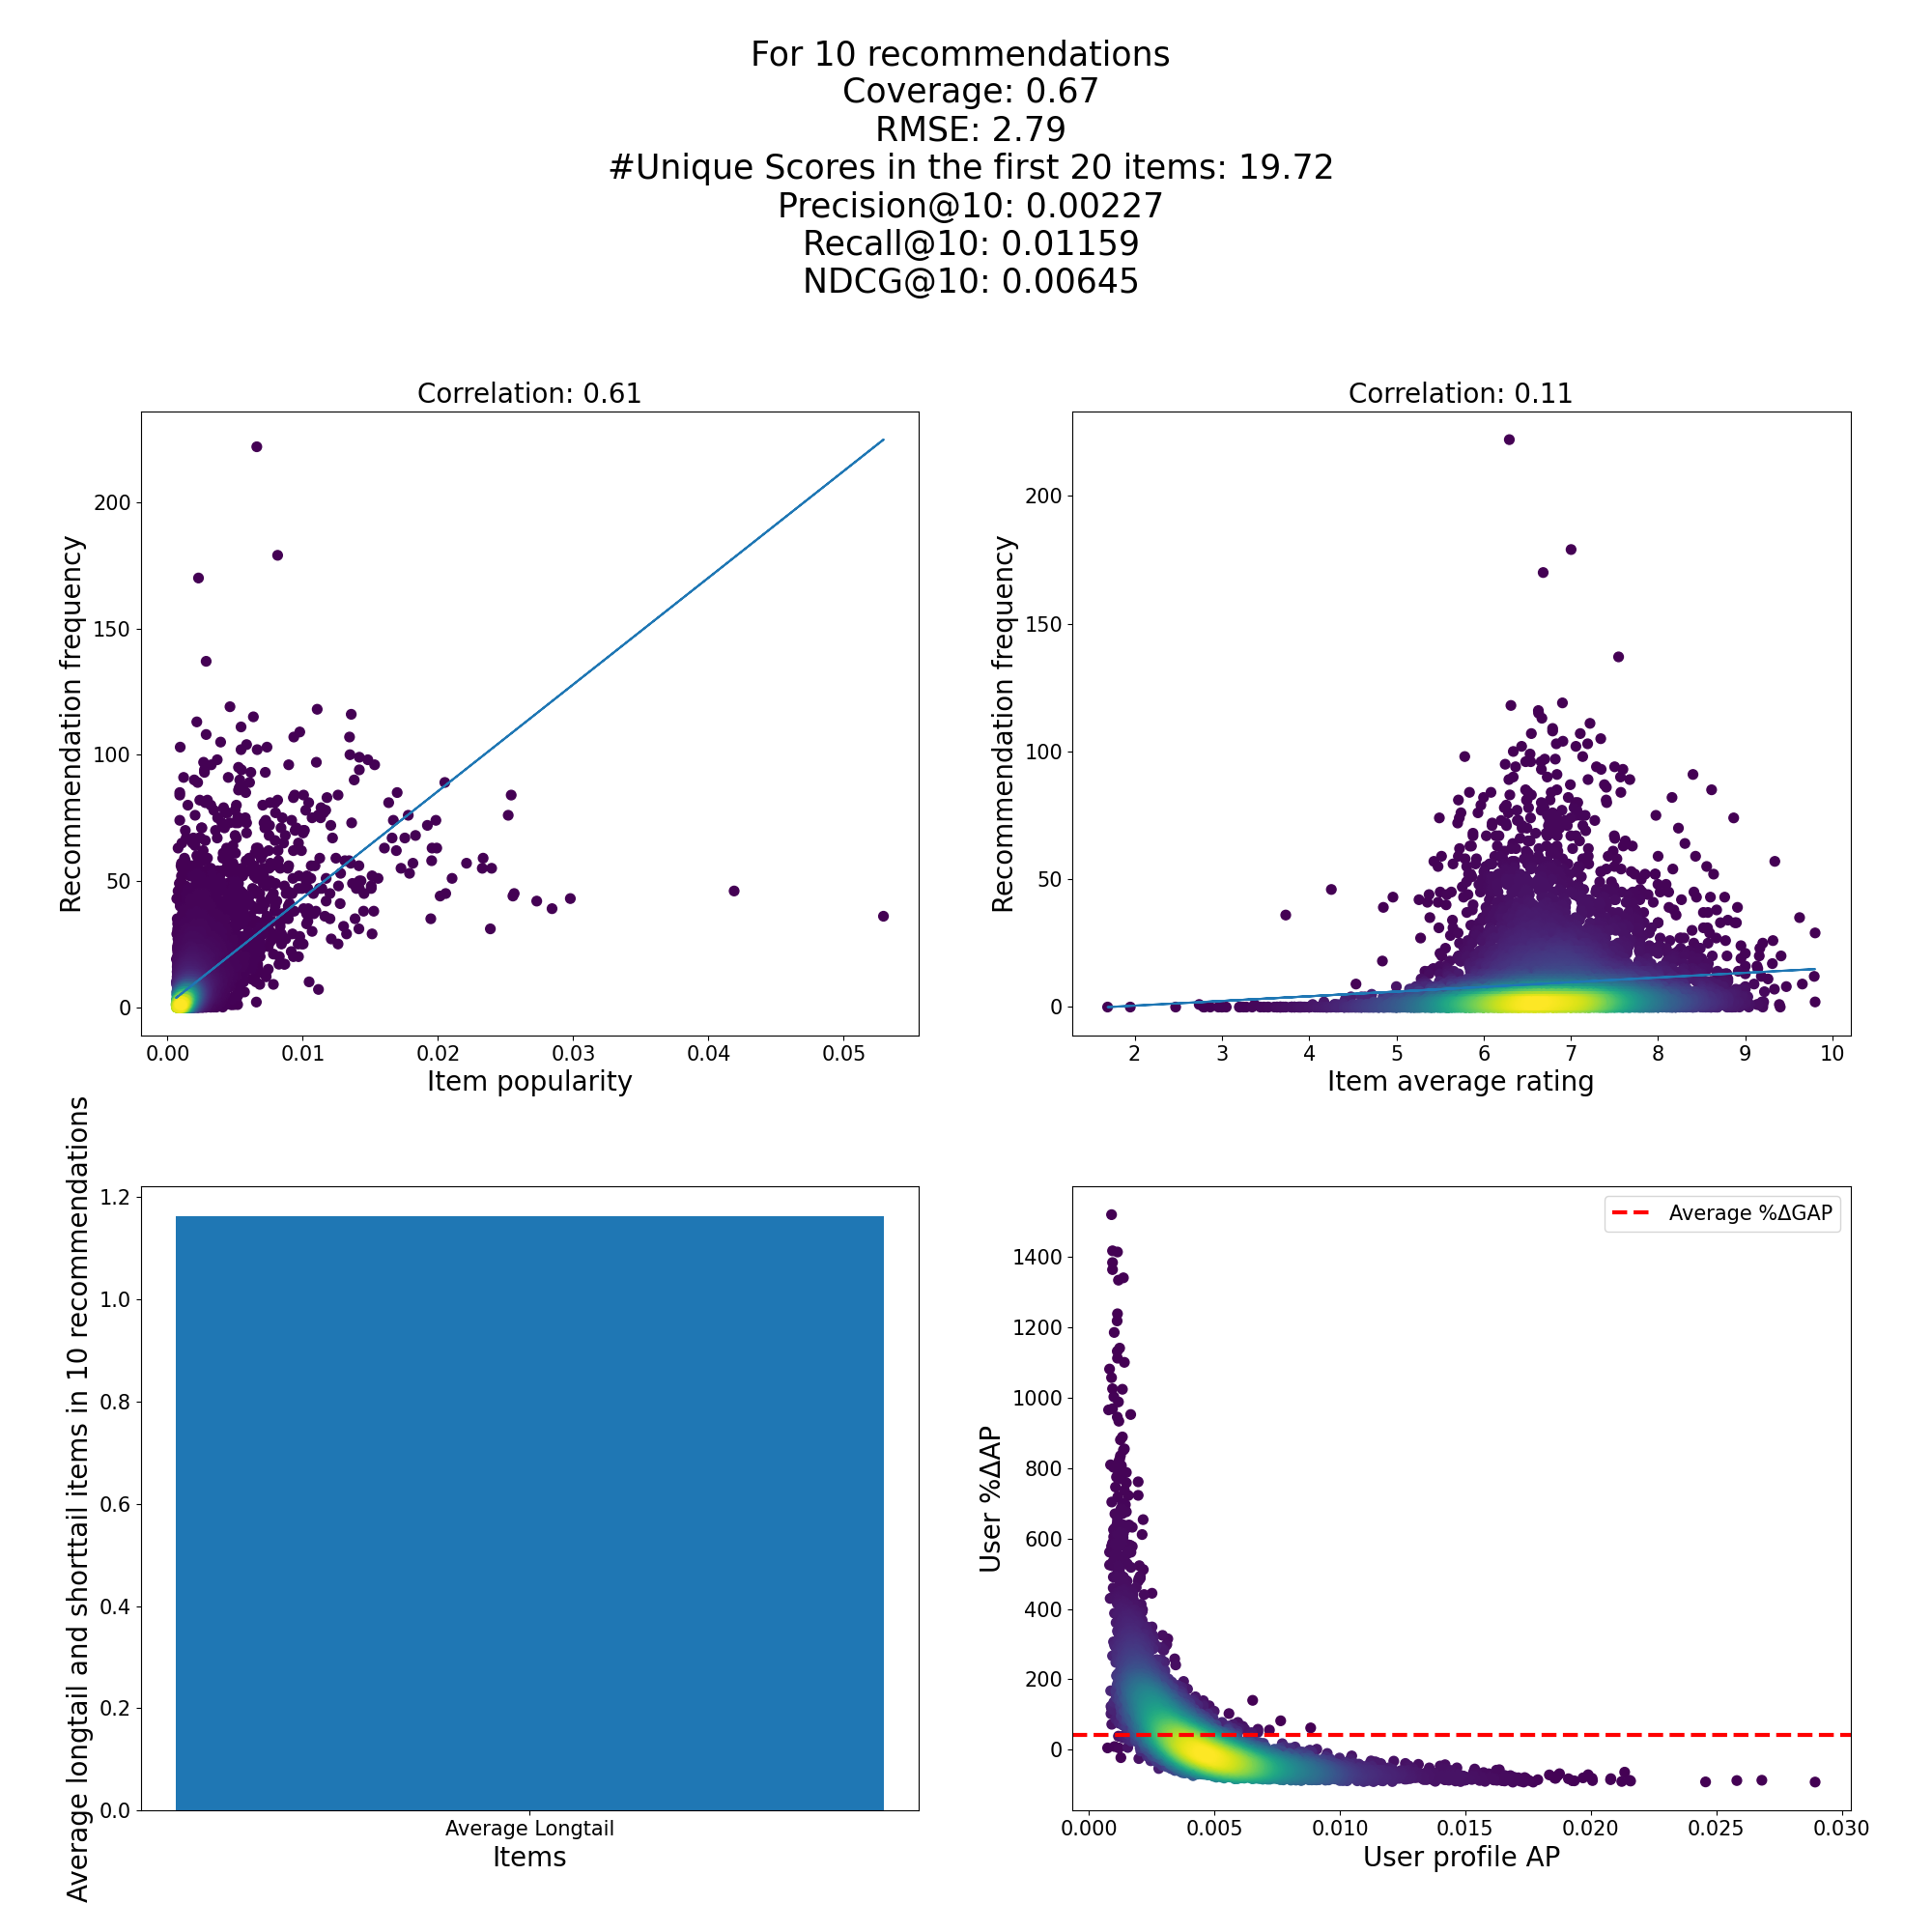 For 10 recommendations
Coverage: 0.67
RMSE: 2.79
#Unique Scores in the first 20 items: 19.72
Precision@10: 0.00227
Recall@10: 0.01159
NDCG@10: 0.00645
Correlation: 0.61
Recommendation frequency
200
150
100
50
0
0.00 0.01 0.02 0.03 0.04 0.05
Item popularity
Correlation: 0.11
Recommendation frequency
200
150
100
50
0
2 3 4 5 6 7 8 9 10
Item average rating
Average longtail and shorttail items in 10 recommendations
1.2
1.0
0.8
0.6
0.4
0.2
0.0
Average Longtail
Items
Average %ΔGAP
User %ΔAP
1400
1200
1000
800
600
400
200
0
0.000 0.005 0.010 0.015 0.020 0.025 0.030
User profile AP